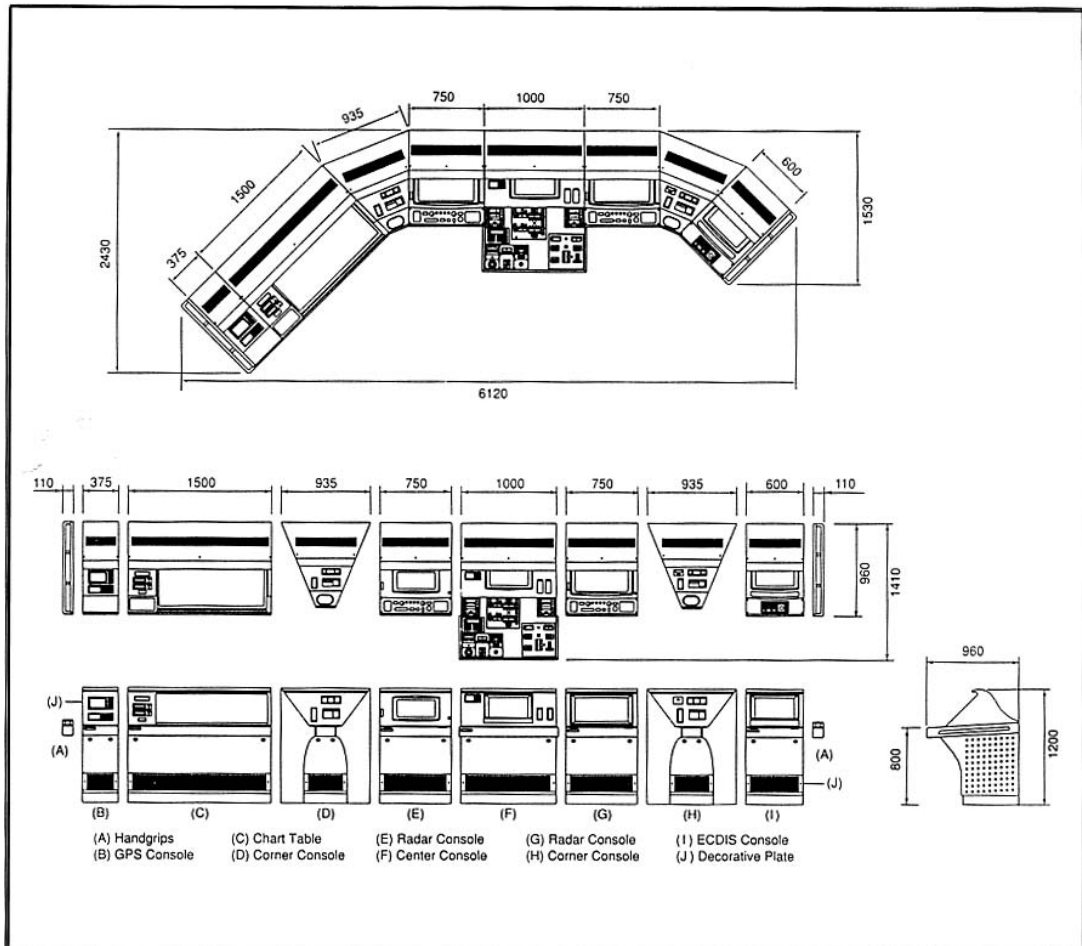 750 1000 750
935
1500
375
600
2430
1530
6120
110 375 1500 935 750 1000 750 935 600 110
960
1410
960
(J)
(A)
(A)
(J)
800
1200
(B) (C) (D) (E) (F) (G) (H) (I)
(A) Handgrips (C) Chart Table (E) Radar Console (G) Radar Console (I) ECDIS Console
(B) GPS Console (D) Corner Console (F) Center Console (H) Corner Console (J) Decorative Plate